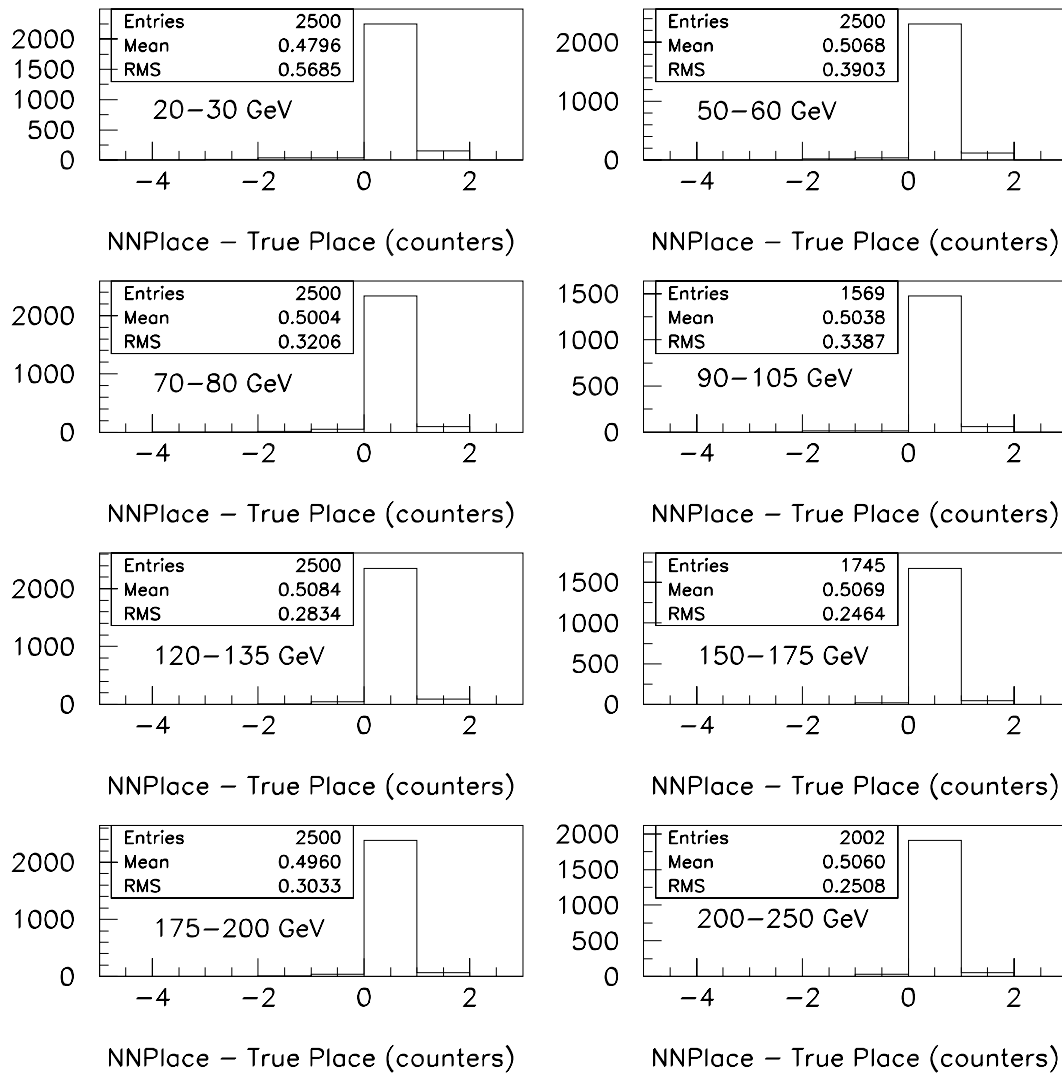 Entries 2500
Mean 0.4796
RMS 0.5685
20-30 GeV
2000
1500
1000
500
0
-4 -2 0 2
NNPlace - True Place (counters)
Entries 2500
Mean 0.5068
RMS 0.3903
50-60 GeV
2000
1000
0
-4 -2 0 2
NNPlace - True Place (counters)
Entries 2500
Mean 0.5004
RMS 0.3206
70-80 GeV
2000
1000
0
-4 -2 0 2
NNPlace - True Place (counters)
Entries 1569
Mean 0.5038
RMS 0.3387
90-105 GeV
1500
1000
500
0
-4 -2 0 2
NNPlace - True Place (counters)
Entries 2500
Mean 0.5084
RMS 0.2834
120-135 GeV
2000
1000
0
-4 -2 0 2
NNPlace - True Place (counters)
Entries 1745
Mean 0.5069
RMS 0.2464
150-175 GeV
1500
1000
500
0
-4 -2 0 2
NNPlace - True Place (counters)
Entries 2500
Mean 0.4960
RMS 0.3033
175-200 GeV
2000
1000
0
-4 -2 0 2
NNPlace - True Place (counters)
Entries 2002
Mean 0.5060
RMS 0.2508
200-250 GeV
2000
1500
1000
500
0
-4 -2 0 2
NNPlace - True Place (counters)